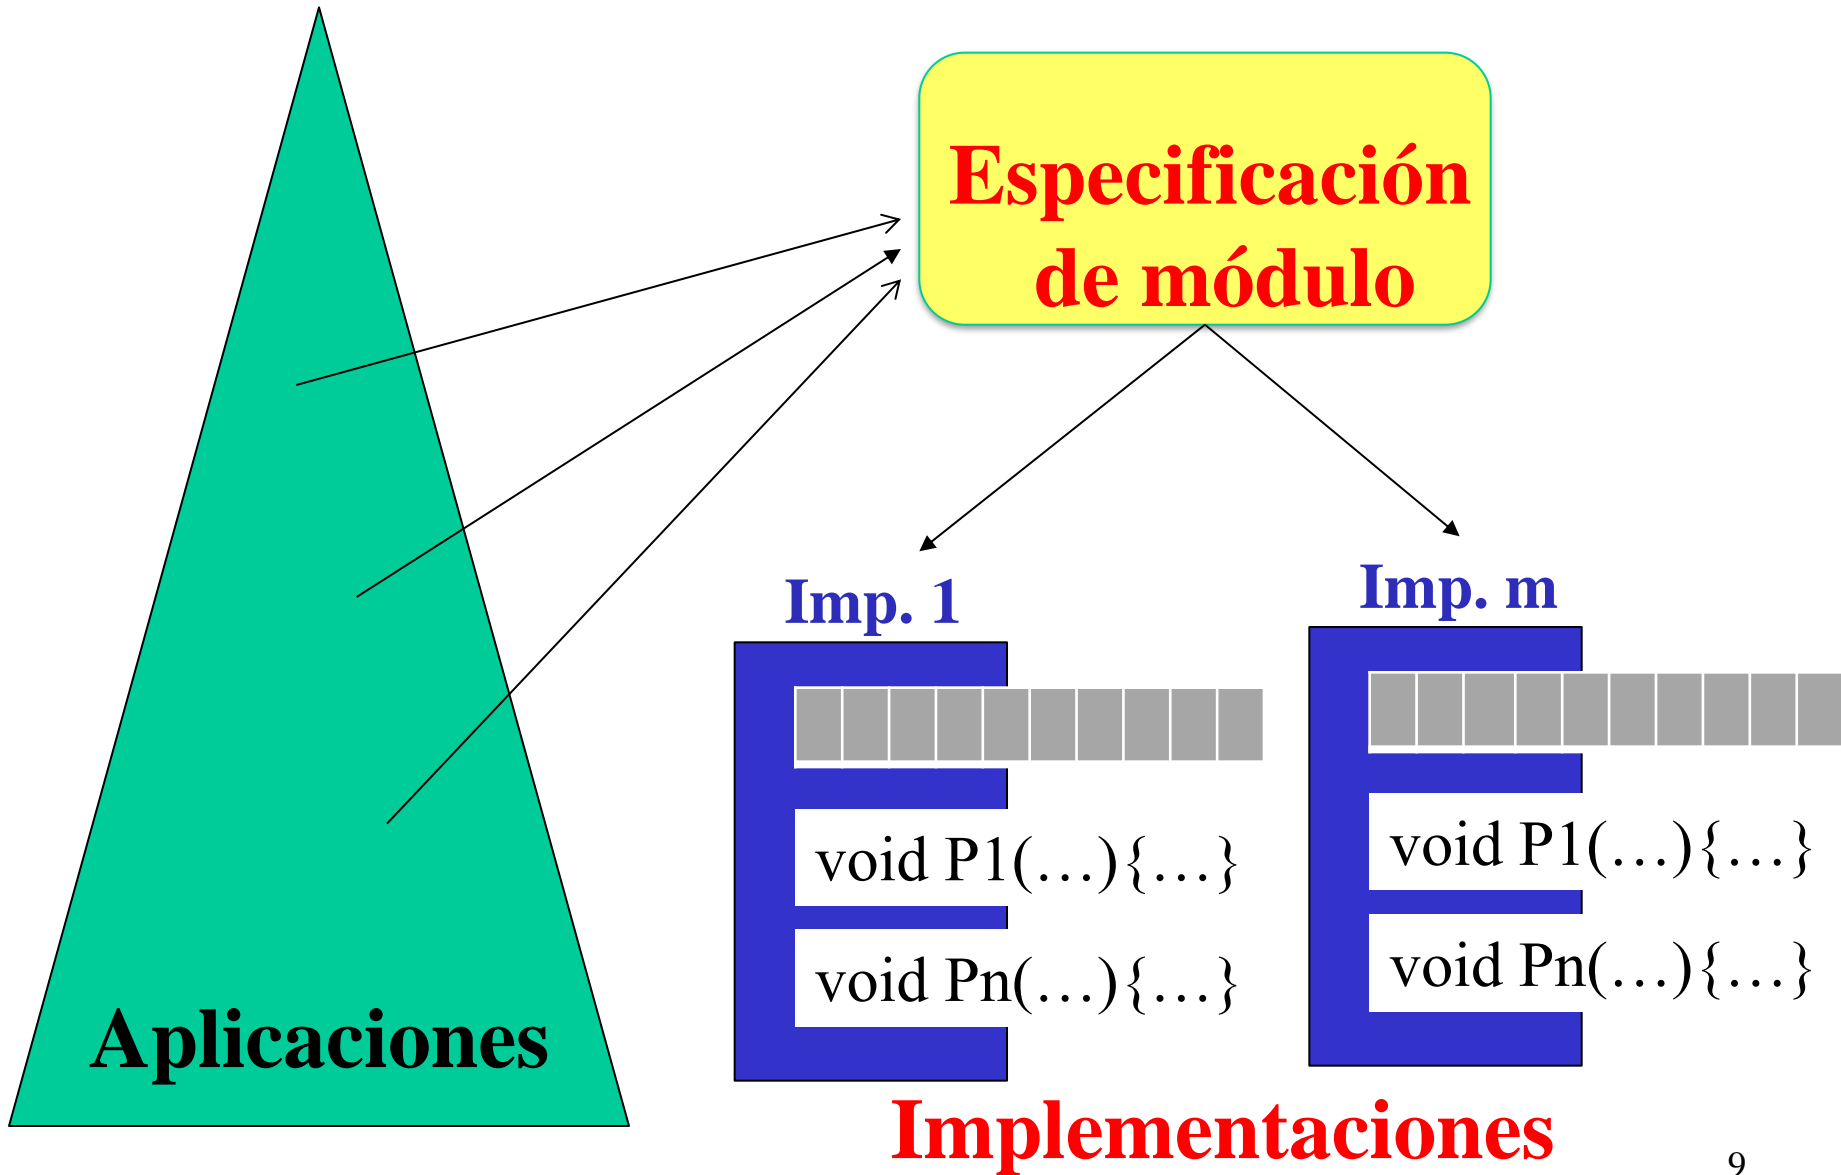 Especificación
de módulo
Imp. 1
Imp. m
void P1(…){…}
void P1(…){…}
void Pn(…){…}
void Pn(…){…}
Aplicaciones
Implementaciones
9